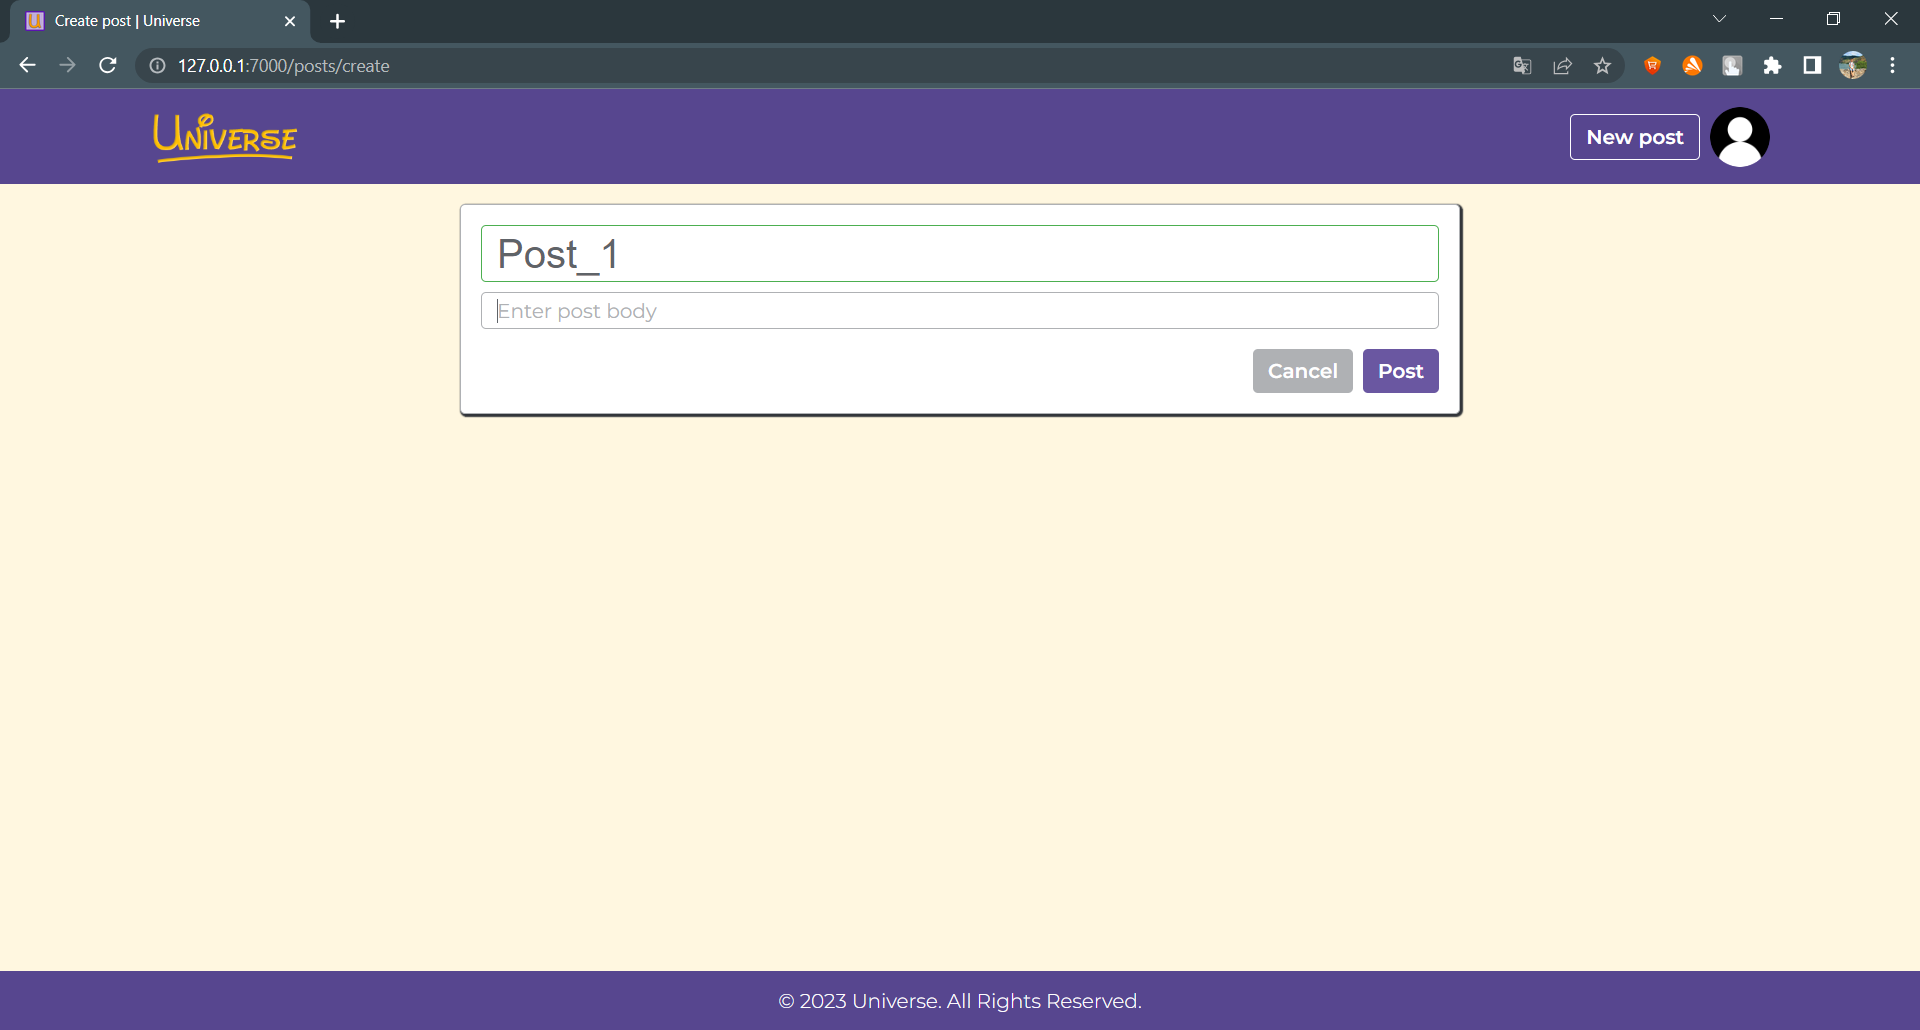 Create post | Universe
127.0.0.1:7000/posts/create
UNIVERSE
New post
Post_1
Enter post body
Cancel
Post
© 2023 Universe. All Rights Reserved.